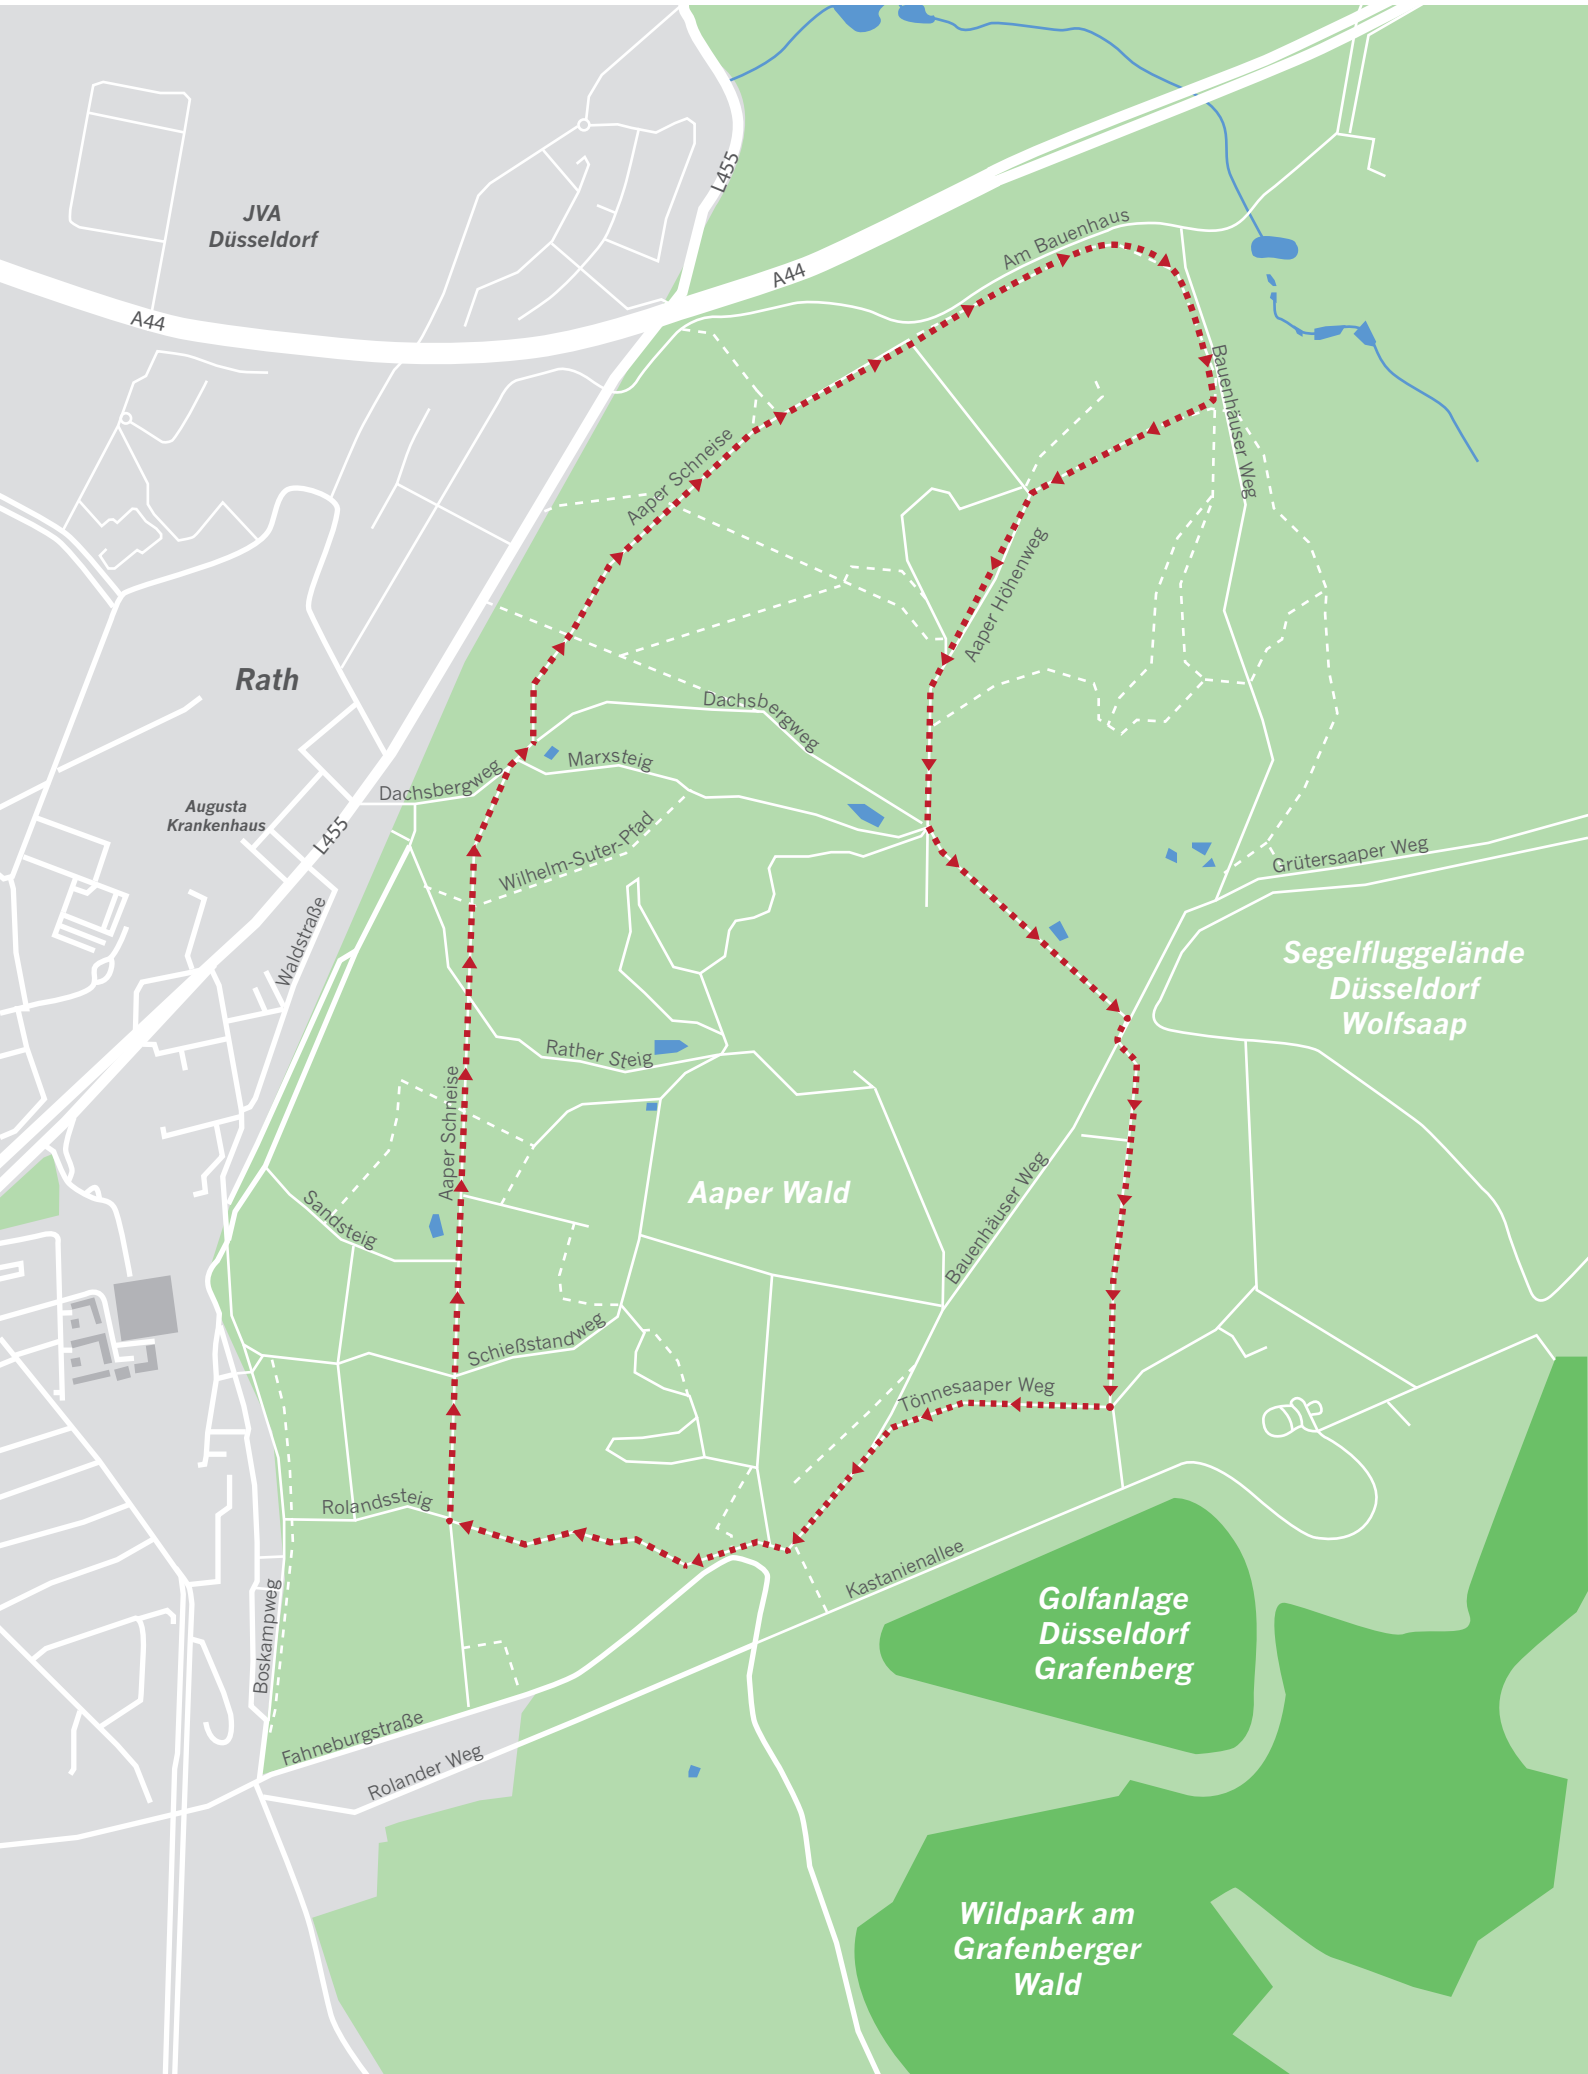 L455
JVA
Düsseldorf
Am Bauenhaus
A44
A44
Bauenhäuser Weg
Aaper Schneise
Aaper Höhenweg
Rath
Dachsbergweg
Marxsteig
Dachsbergweg
Augusta
Krankenhaus
L455
Wilhelm-Suter-Pfad
Grütersaaper Weg
Waldstraße
Segelfluggelände
Düsseldorf
Wolfsaap
Rather Steig
Aaper Schneise
Aaper Wald
Sandsteig
Bauenhäuser Weg
Schießstandweg
Tönnesaaper Weg
Rolandssteig
Kastanienallee
Boskampweg
Golfanlage
Düsseldorf
Grafenberg
Fahneburgstraße
Rolander Weg
Wildpark am
Grafenberger
Wald